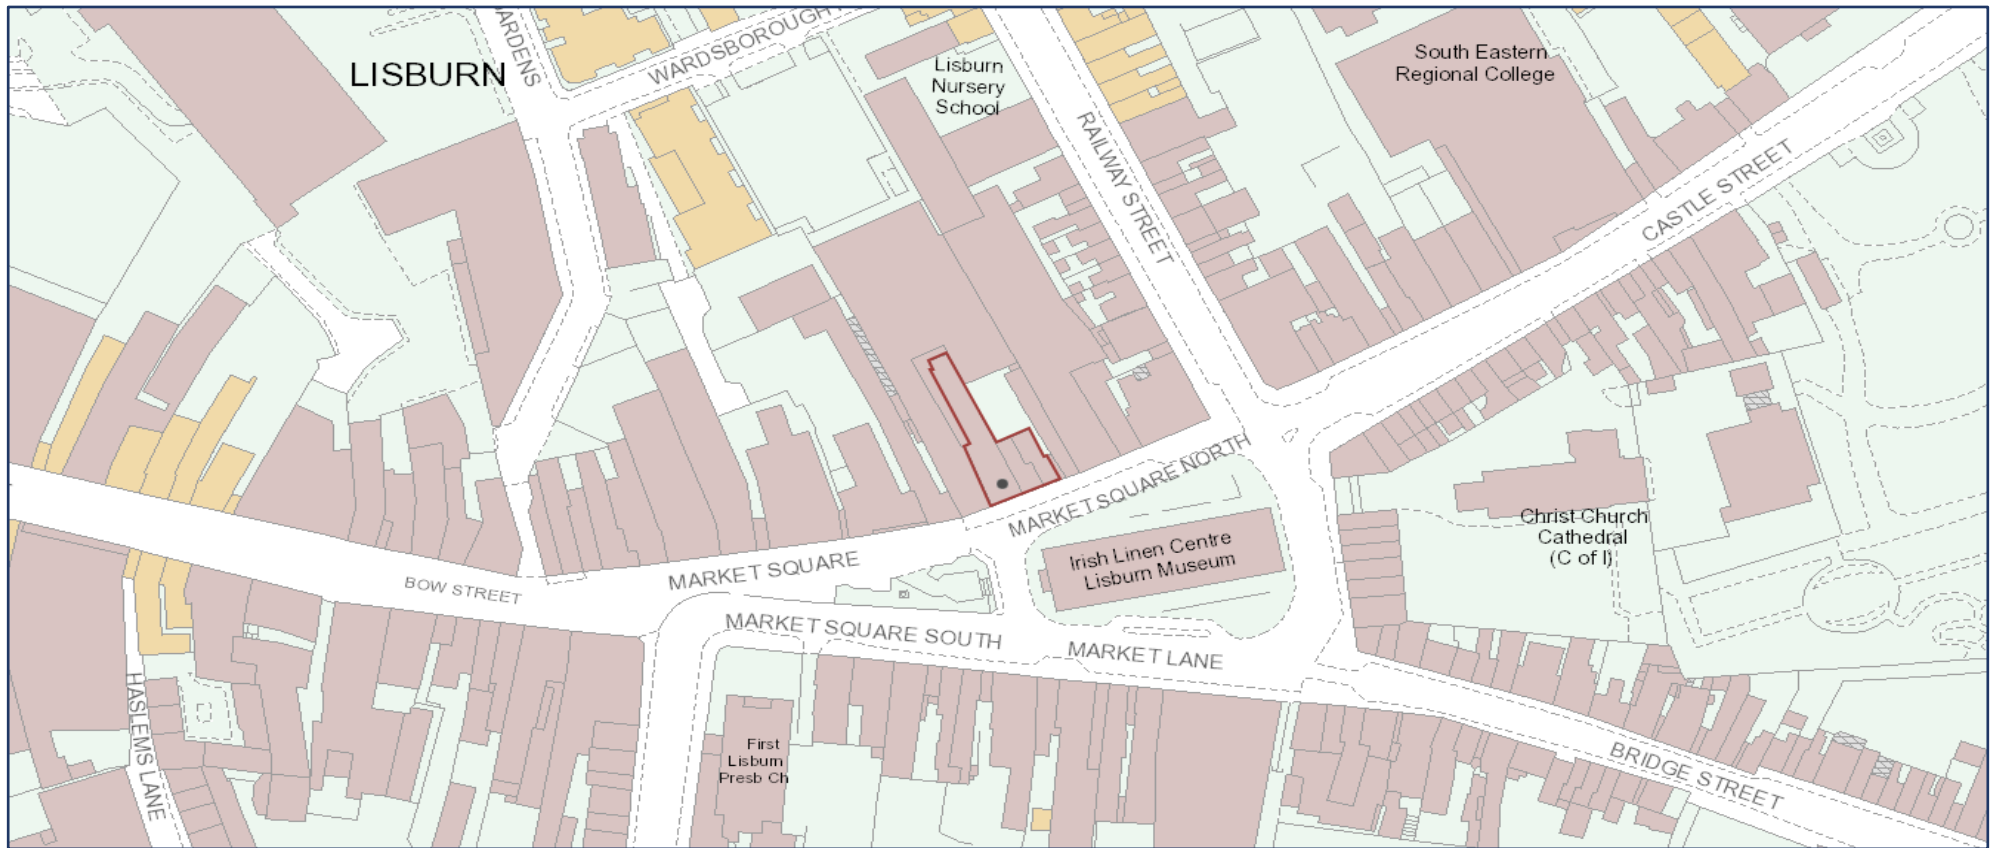 LISBURN
ARDENS
WARDSBOROUGH
Lisburn
Nursery
School
South Eastern
Regional College
RAILWAY STREET
CASTLE STREET
MARKET SQUARE NORTH
Irish Linen Centre
Lisburn Museum
Christ Church
Cathedral
(C of I)
MARKET SQUARE
BOW STREET
MARKET SQUARE SOUTH
MARKET LANE
HASLEMS LANE
First
Lisburn
Presb Ch
BRIDGE STREET